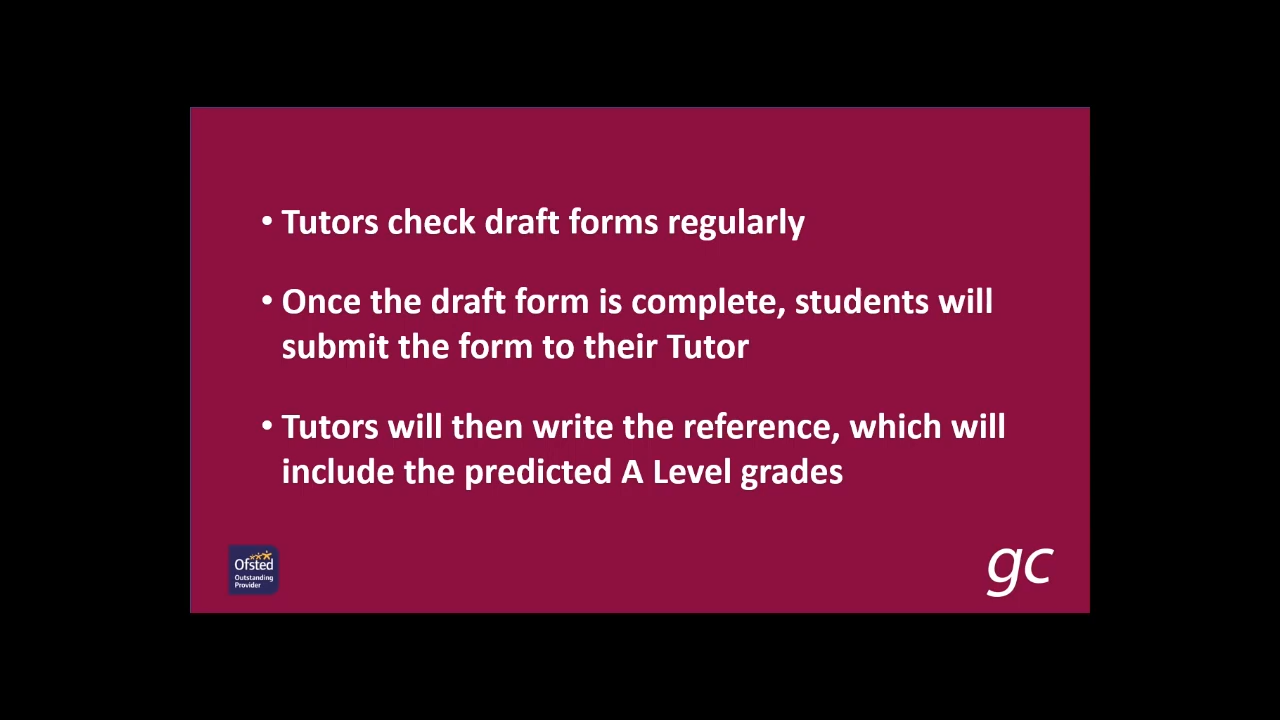 • Tutors check draft forms regularly
• Once the draft form is complete, students will
submit the form to their Tutor
• Tutors will then write the reference, which will
include the predicted A Level grades
Ofsted
Outstanding
Provider
gc